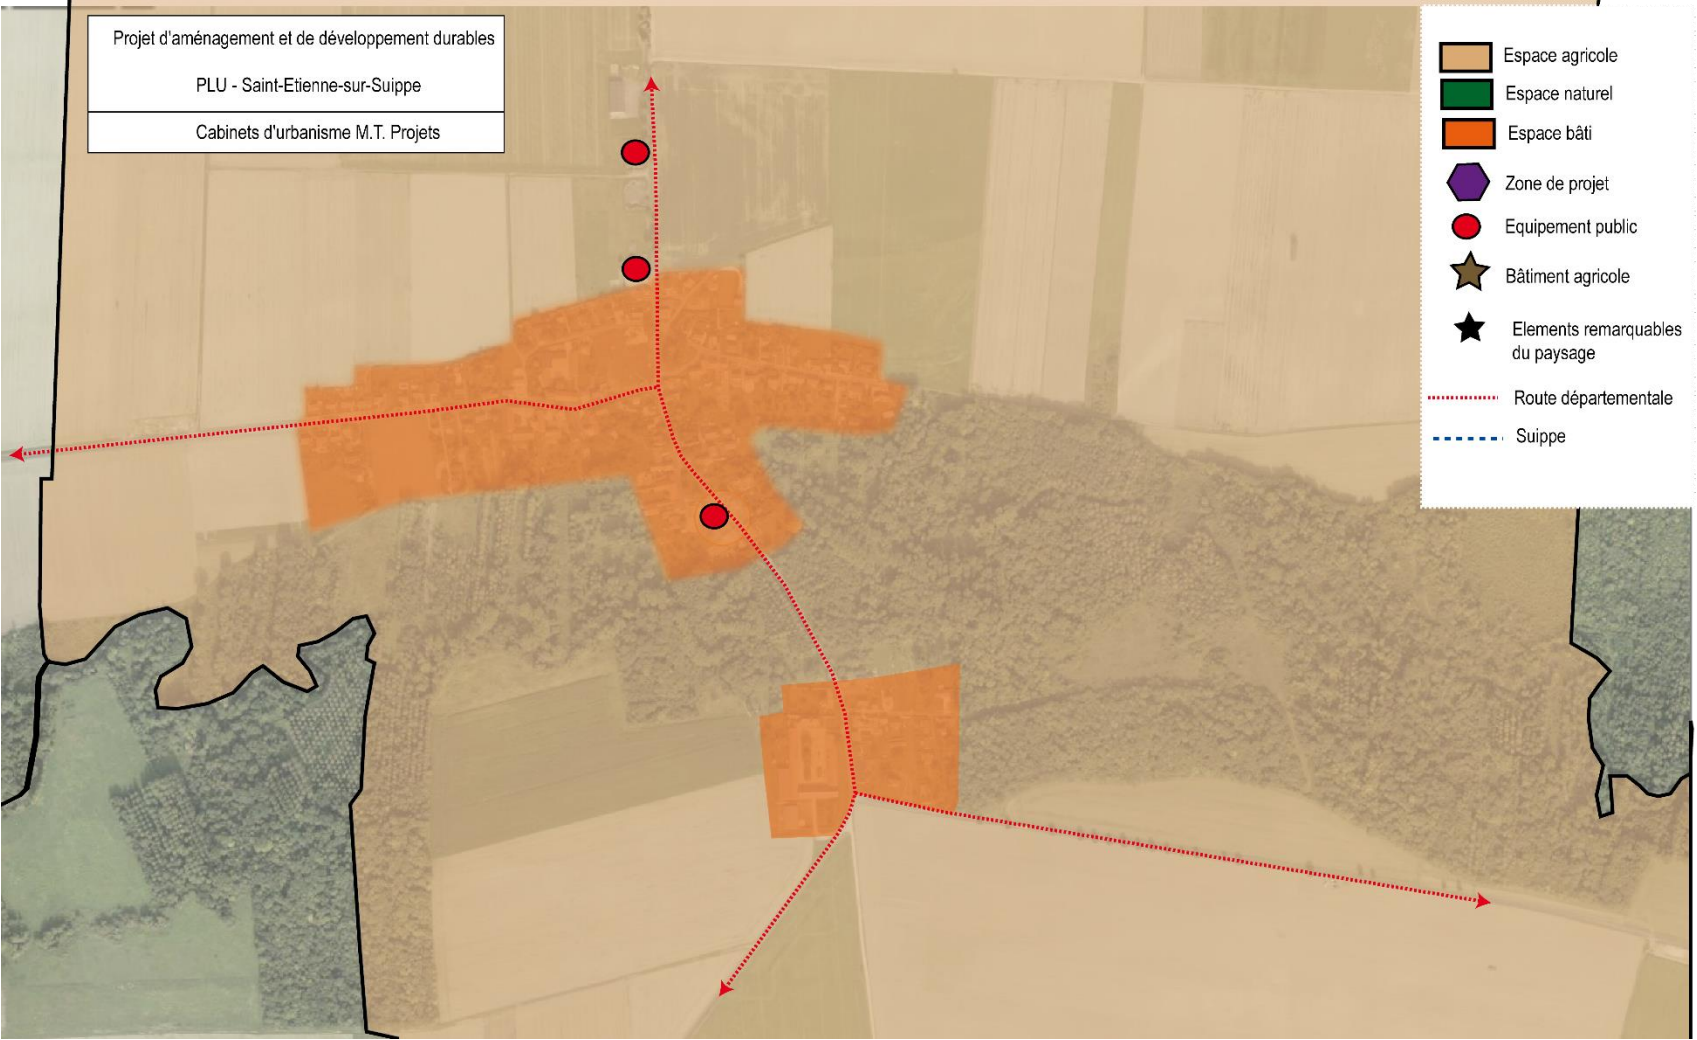 Projet d'aménagement et de développement durables
PLU - Saint-Etienne-sur-Suippe
Cabinets d'urbanisme M.T. Projets
Espace agricole
Espace naturel
Espace bâti
Zone de projet
Equipement public
Bâtiment agricole
Elements remarquables
du paysage
Route départementale
Suippe